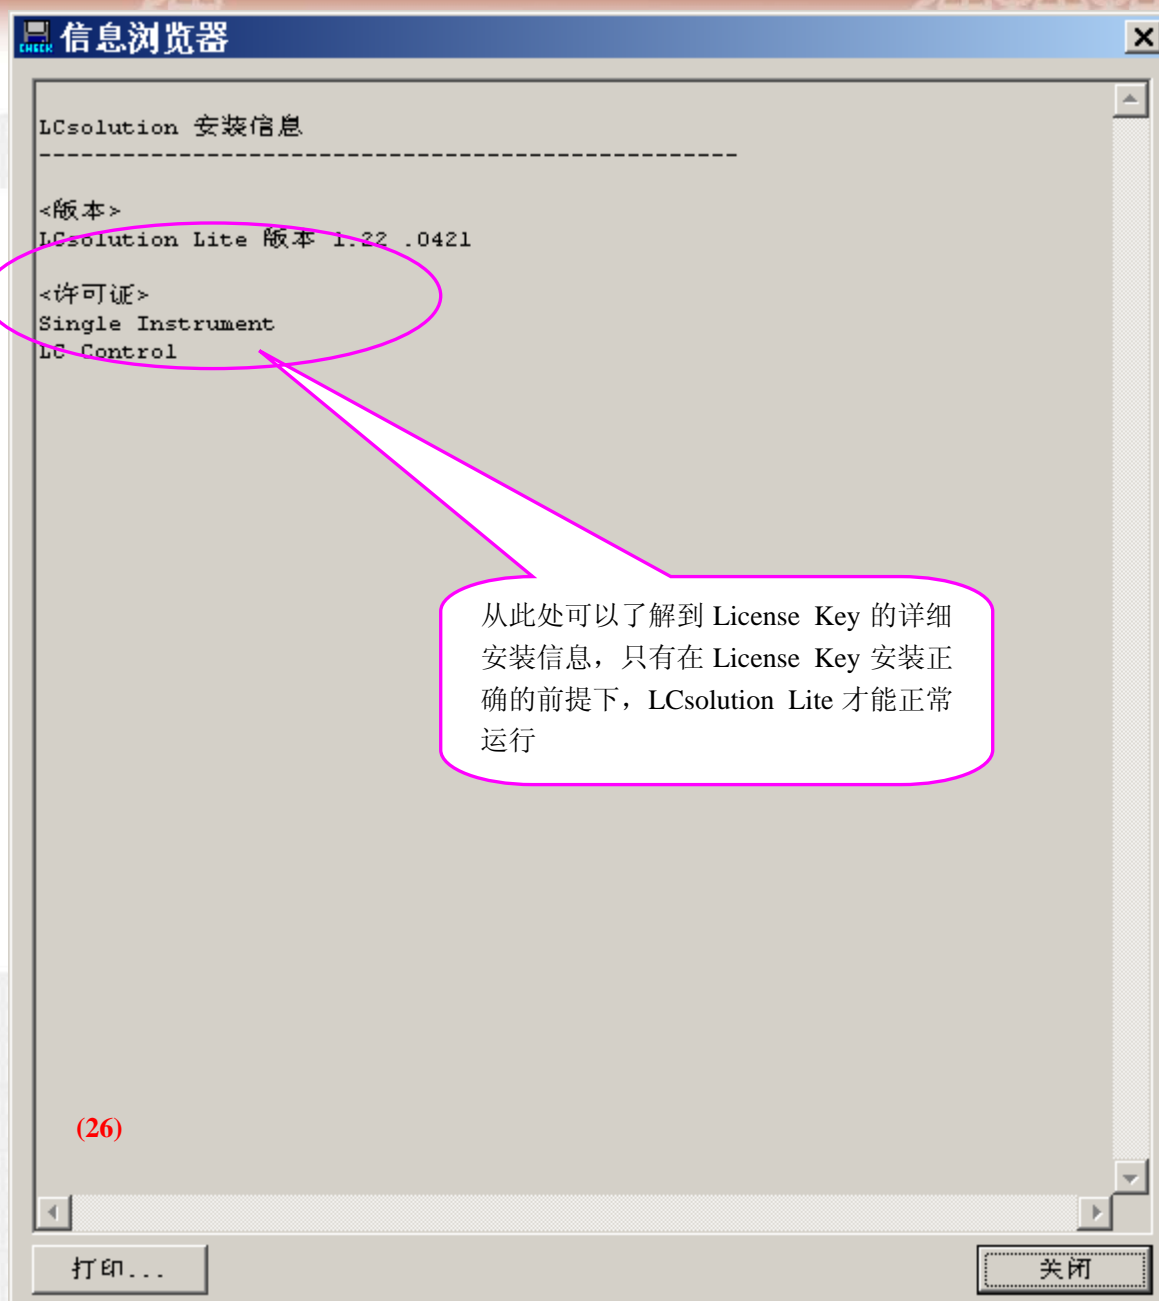 信息浏览器
LCsolution 安装信息
--------------------------------------------------
<版本>
LCsolution Lite 版本 1.22 .0421
<许可证>
Single Instrument
LC Control
从此处可以了解到 License Key 的详细
安装信息，只有在 License Key 安装正
确的前提下，LCsolution Lite 才能正常
运行
(26)
打印...
关闭